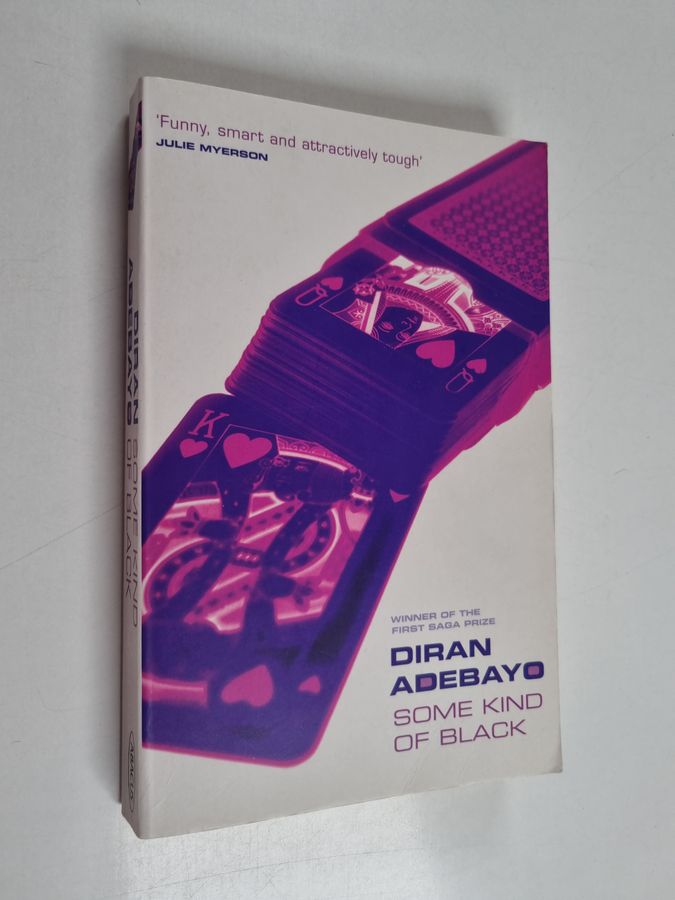 'Funny, smart and attractively tough'
JULIE MYERSON
Q
Q
K
WINNER OF THE
FIRST SAGA PRIZE
DIRAN
ADEBAYO
SOME KIND
OF BLACK
DIRAN
ADEBAYO
SOME KIND
OF BLACK
ABACUS